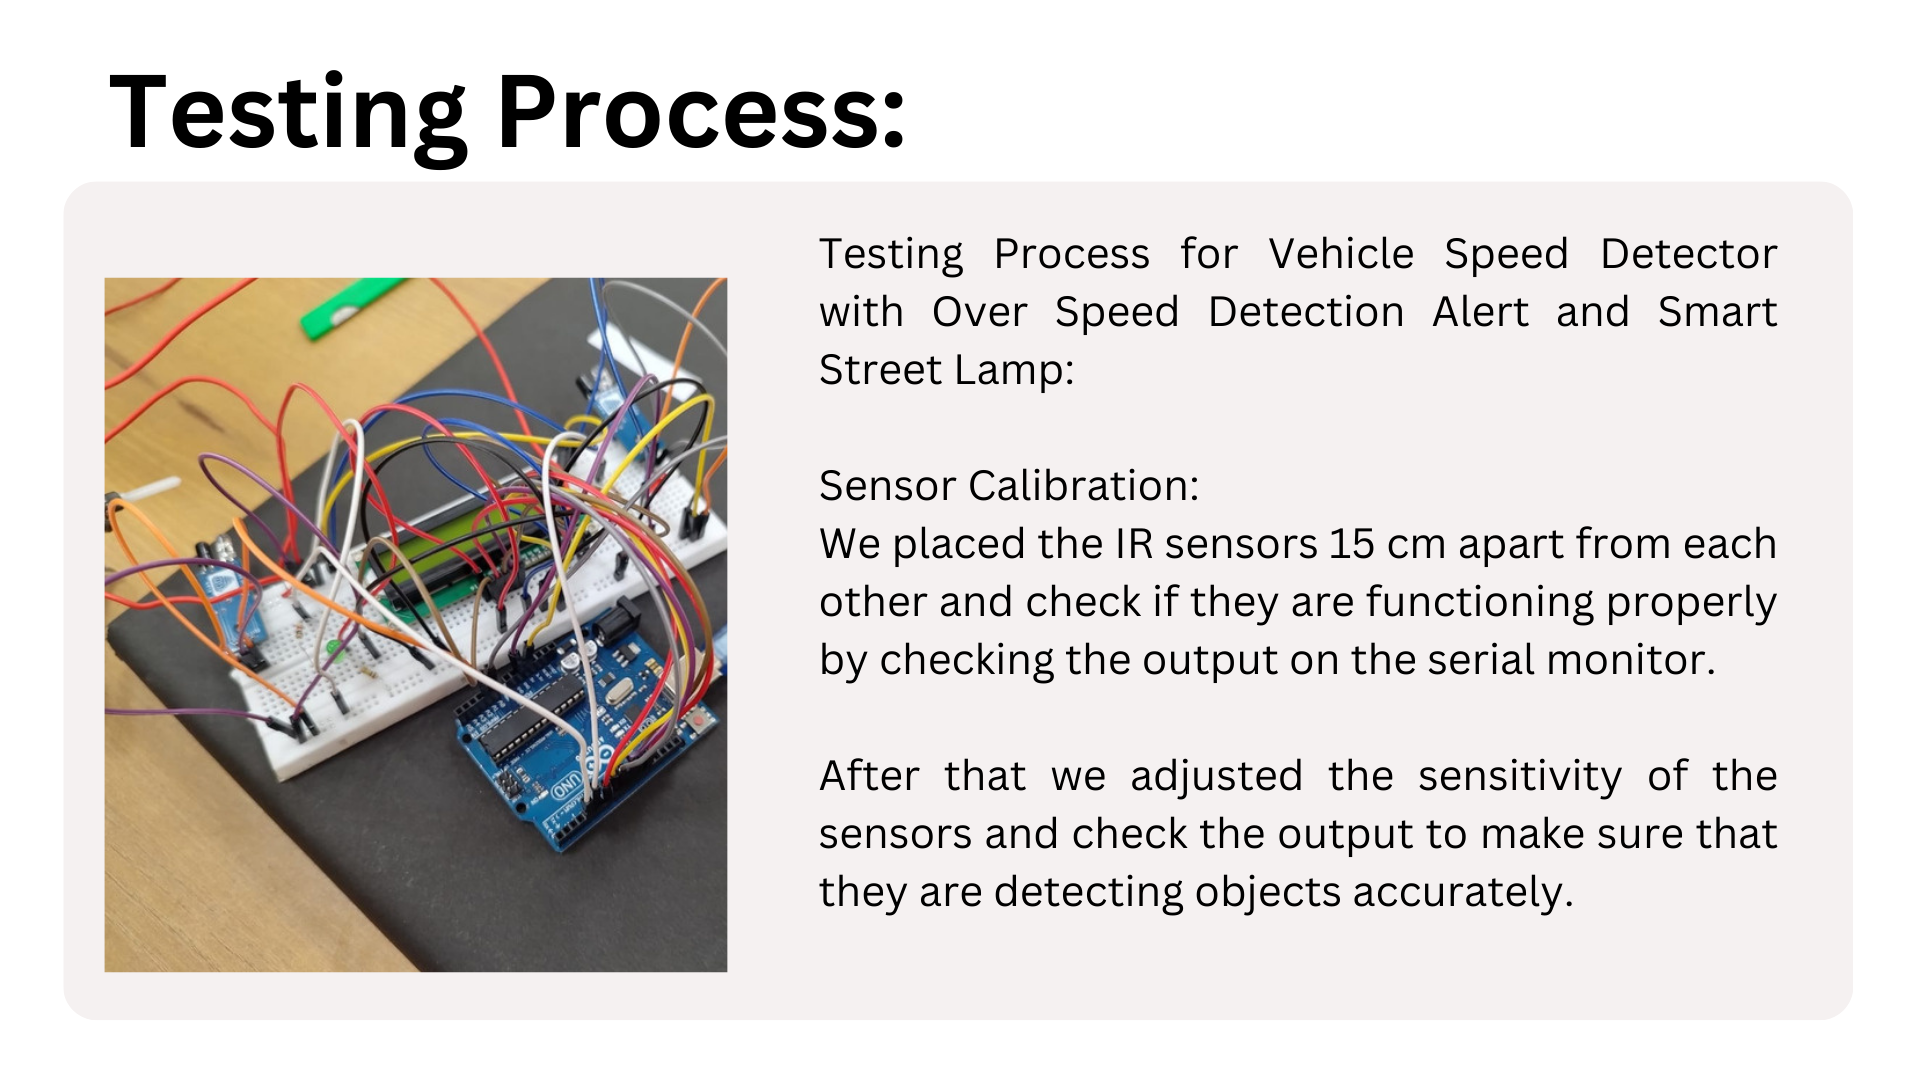 Testing Process:
Testing Process for Vehicle Speed Detector
with Over Speed Detection Alert and Smart
Street Lamp:
Sensor Calibration:
We placed the IR sensors 15 cm apart from each
other and check if they are functioning properly
by checking the output on the serial monitor.
After that we adjusted the sensitivity of the
sensors and check the output to make sure that
they are detecting objects accurately.
UNO